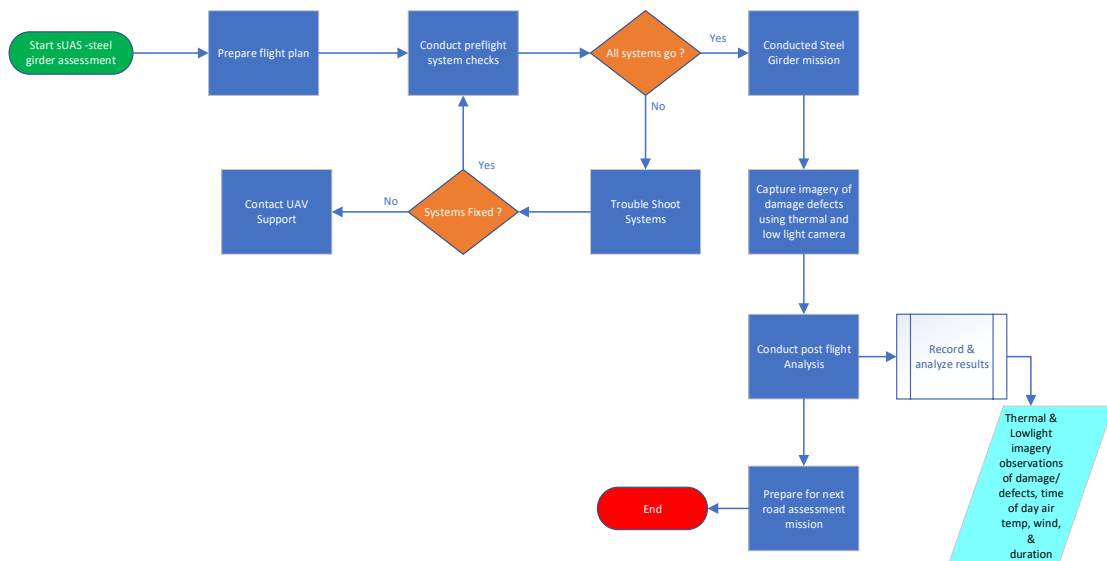 Start sUAS -steel
girder assessment
Prepare flight plan
Conduct preflight
system checks
All systems go ?
Yes
Conducted Steel
Girder mission
No
Yes
Contact UAV
Support
No
Systems Fixed ?
Trouble Shoot
Systems
Capture imagery of
damage defects
using thermal and
low light camera
Conduct post flight
Analysis
Record &
analyze results
Thermal &
Lowlight
imagery
observations
of damage/
defects, time
of day air
temp, wind,
&
duration
End
Prepare for next
road assessment
mission